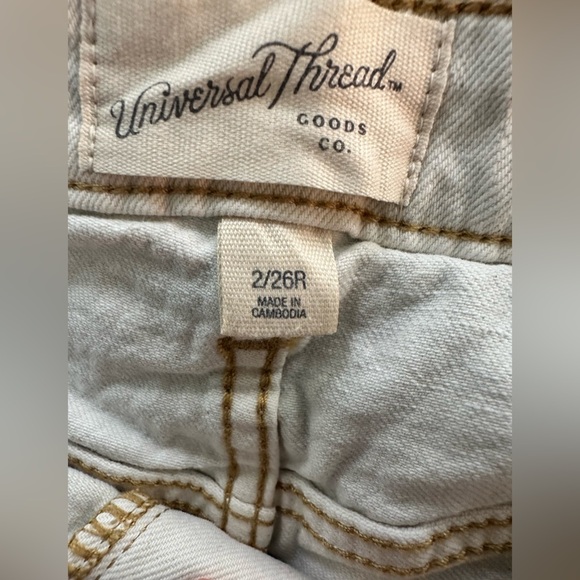 Universal Thread™
GOODS
CO.
2/26R
MADE IN
CAMBODIA